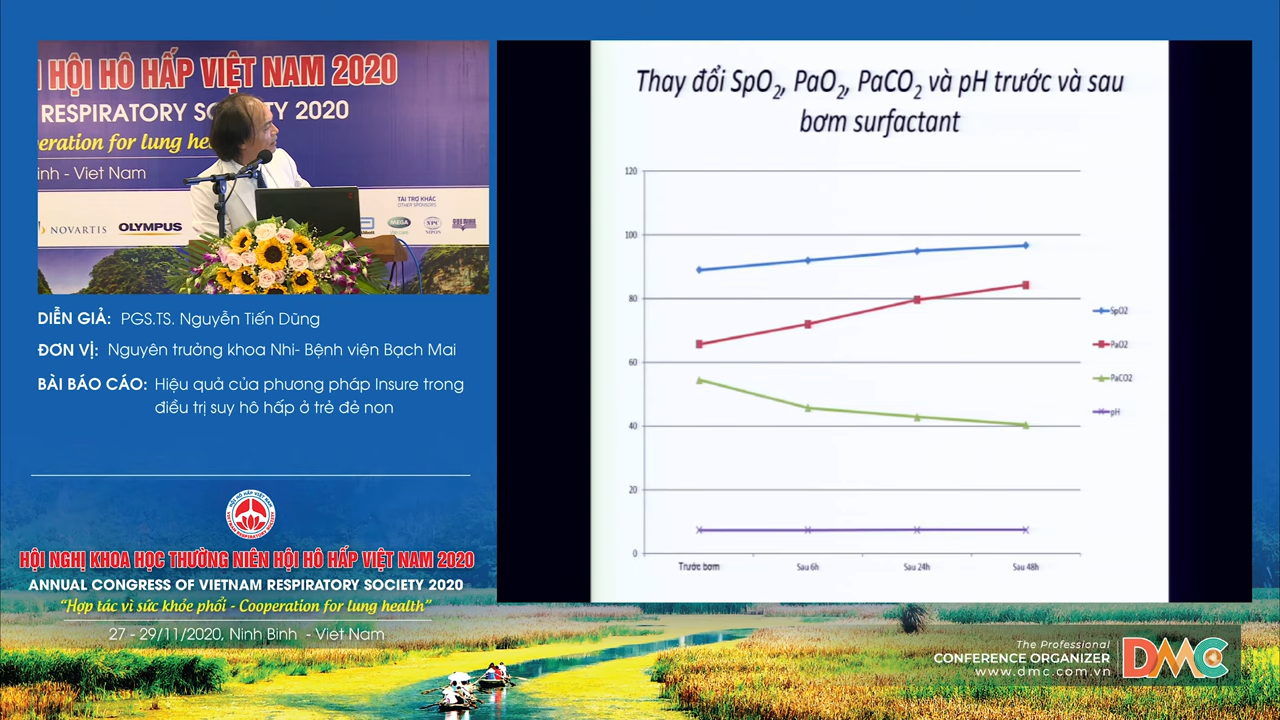 HỘI HÔ HẤP VIỆT NAM 2020
RESPIRATORY SOCIETY 2020
eration for lung he
inh - Viet Nam
TÀI TRỢ KHÁC
OTHER SPONSORS
NOVARTIS
OLYMPUS
MEGA
NIPON
DIỄN GIẢ: PGS.TS. Nguyễn Tiến Dũng
ĐƠN VỊ: Nguyên trưởng khoa Nhi- Bệnh viện Bạch Mai
BÀI BÁO CÁO: Hiệu quả của phương pháp Insure trong
điều trị suy hô hấp ở trẻ đẻ non
HỘI NGHỊ KHOA HỌC THƯỜNG NIÊN HỘI HÔ HẤP VIỆT NAM 2020
ANNUAL CONGRESS OF VIETNAM RESPIRATORY SOCIETY 2020
“Hợp tác vì sức khỏe phổi - Cooperation for lung health”
27 - 29/11/2020, Ninh Binh - Viet Nam
Thay đổi SpO2, PaO2, PaCO2 và pH trước và sau
bơm surfactant
120
100
80
60
40
20
0
Trước bơm Sau 6h Sau 24h Sau 48h
SpO2
PaO2
PaCO2
pH
The Professional
CONFERENCE ORGANIZER
www.dmc.com.vn
DMC